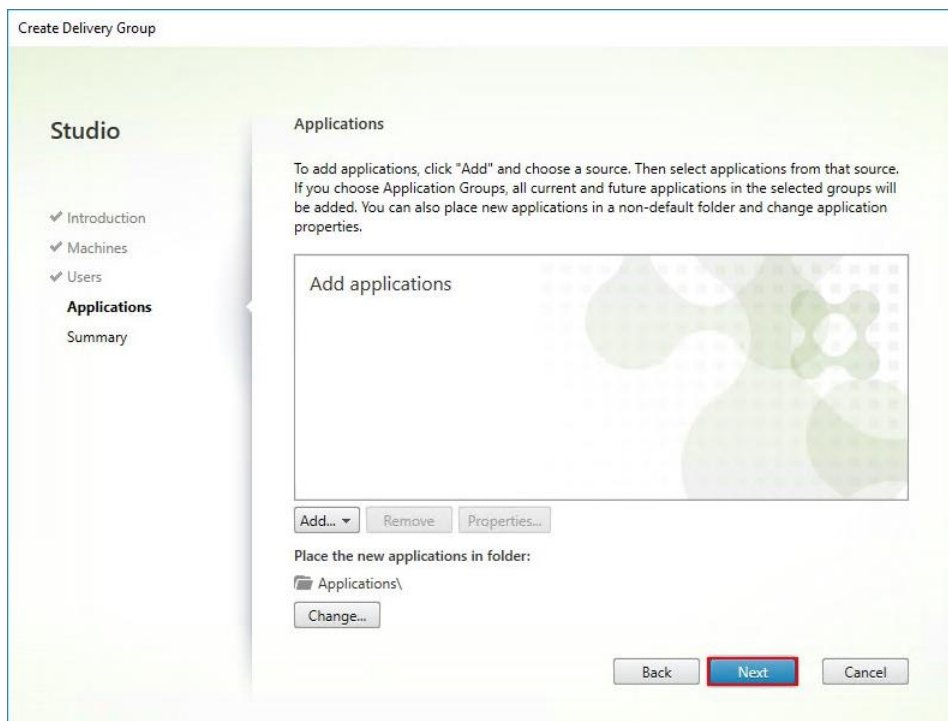 Create Delivery Group
Studio
Introduction
Machines
Users
Applications
Summary
Applications
To add applications, click "Add" and choose a source. Then select applications from that source.
If you choose Application Groups, all current and future applications in the selected groups will
be added. You can also place new applications in a non-default folder and change application
properties.
Add applications
Add... Remove Properties...
Place the new applications in folder:
Applications\
Change...
Back Next Cancel